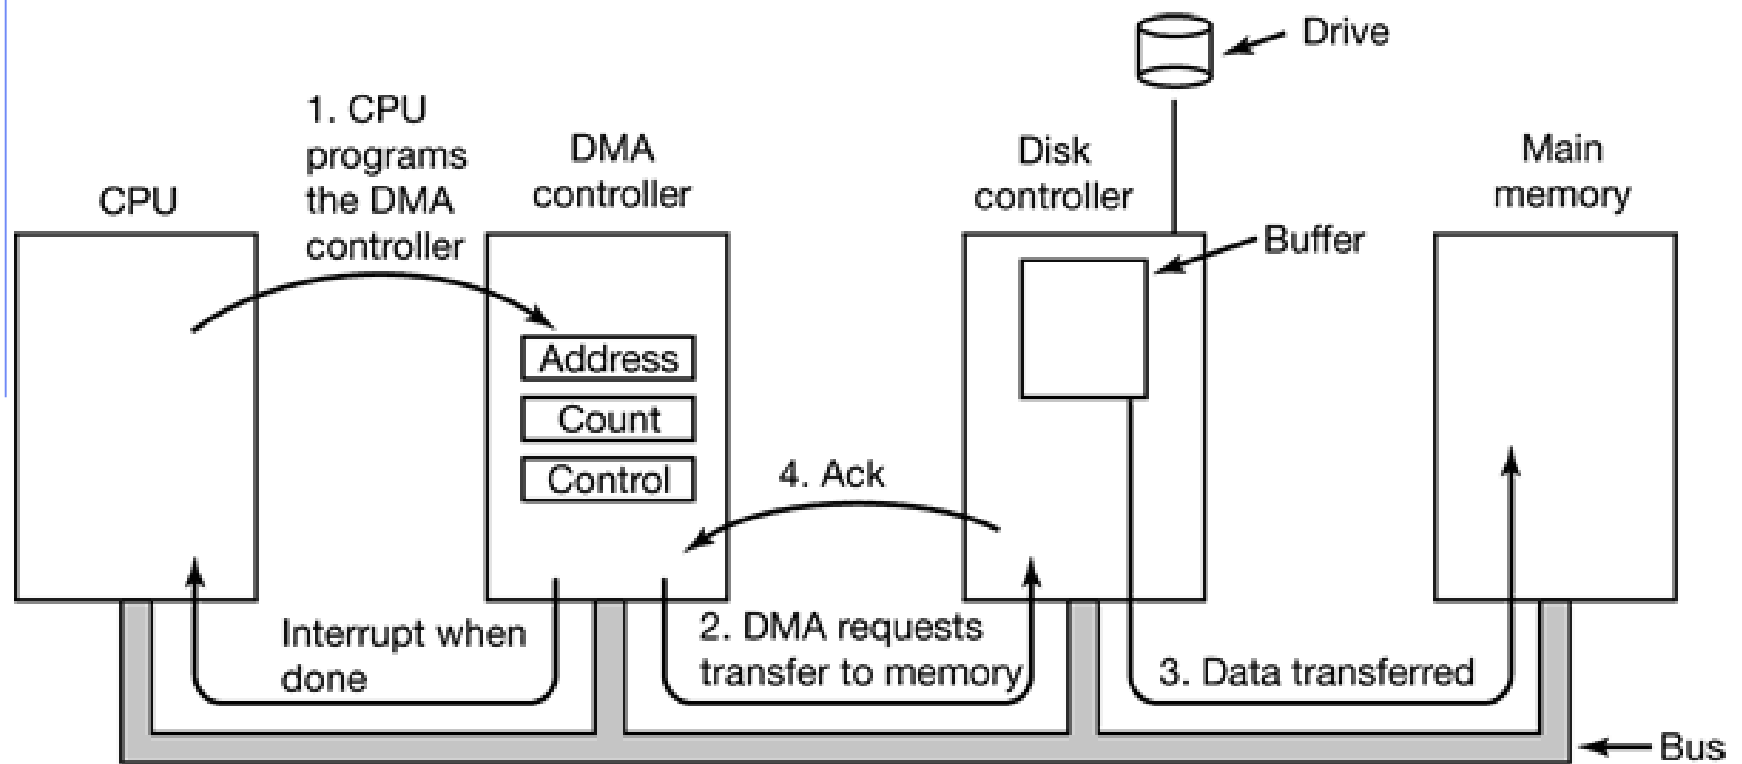 Drive
1. CPU
programs
the DMA
controller
DMA
controller
Disk
controller
Main
memory
CPU
Buffer
Address
Count
Control
4. Ack
Interrupt when
done
2. DMA requests
transfer to memory
3. Data transferred
Bus